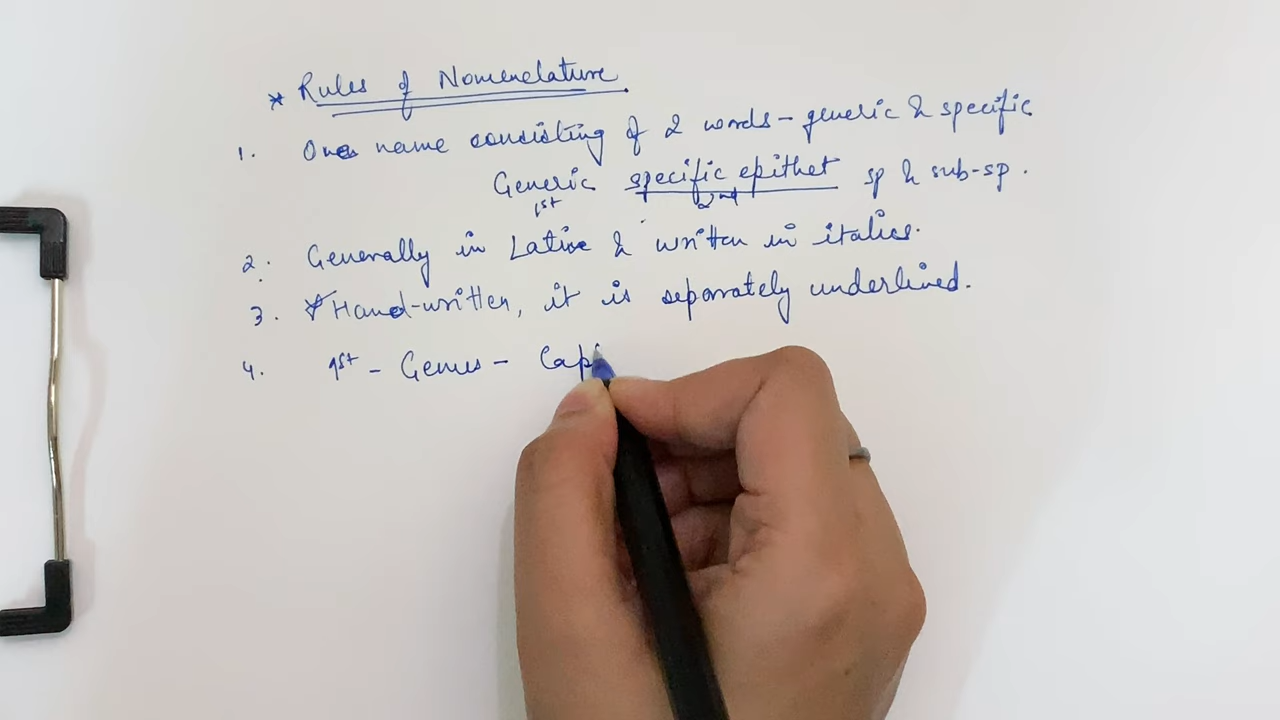 * Rules of Nomenclature
1. One name consisting of 2 words - generic & specific
Generic specific epithet sp & sub-sp.
1st 2nd
2. Generally in Latin & written in italics.
3. Hand-written, it is separately underlined.
4. 1st - Genus - Cap